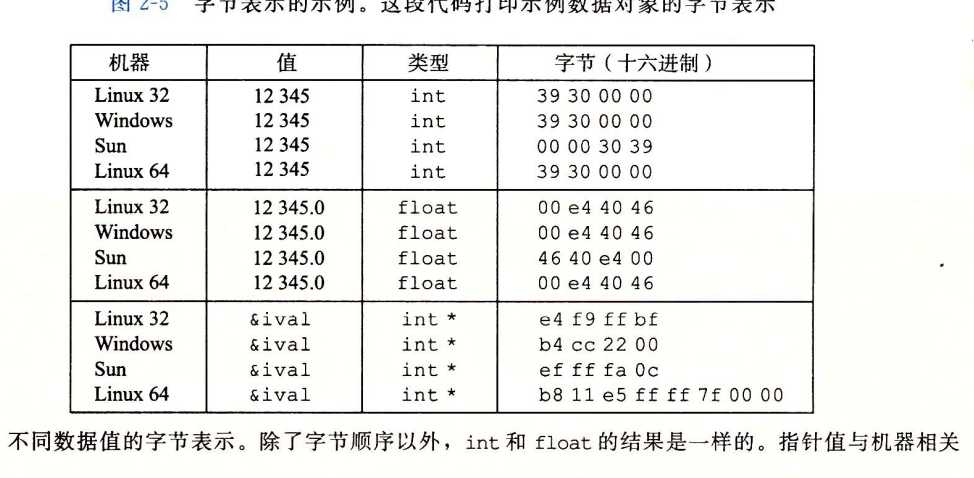 图 2-5 字节表示的示例。这段代码打印示例数据对象的字节表示
机器 值 类型 字节（十六进制）
Linux 32 12 345 int 39 30 00 00
Windows 12 345 int 39 30 00 00
Sun 12 345 int 00 00 30 39
Linux 64 12 345 int 39 30 00 00
Linux 32 12 345.0 float 00 e4 40 46
Windows 12 345.0 float 00 e4 40 46
Sun 12 345.0 float 46 40 e4 00
Linux 64 12 345.0 float 00 e4 40 46
Linux 32 &ival int * e4 f9 ff bf
Windows &ival int * b4 cc 22 00
Sun &ival int * ef ff fa 0c
Linux 64 &ival int * b8 11 e5 ff ff 7f 00 00
不同数据值的字节表示。除了字节顺序以外，int 和 float 的结果是一样的。指针值与机器相关